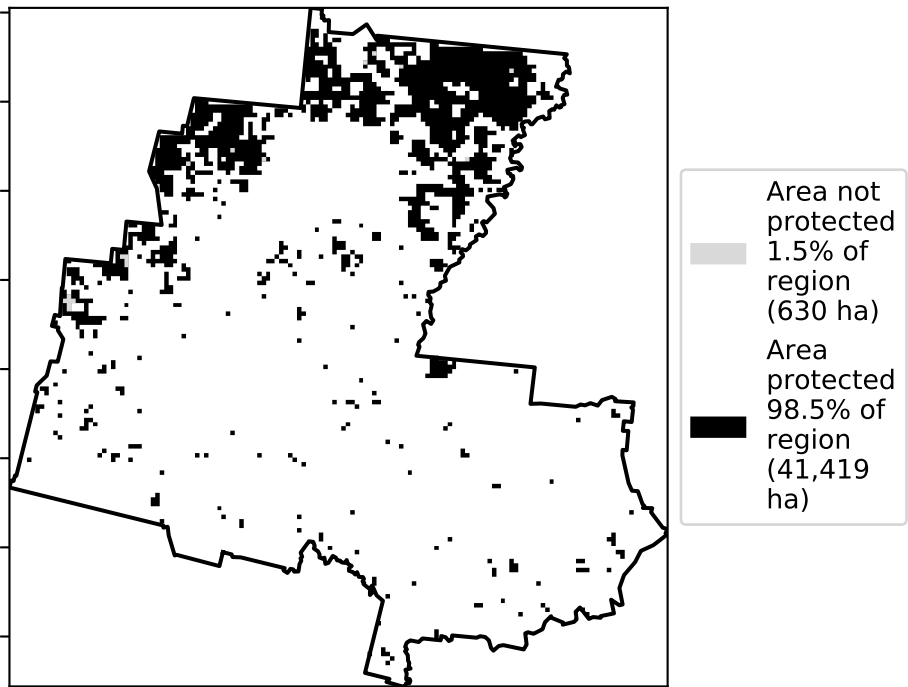 Area not
protected
1.5% of
region
(630 ha)
Area
protected
98.5% of
region
(41,419
ha)